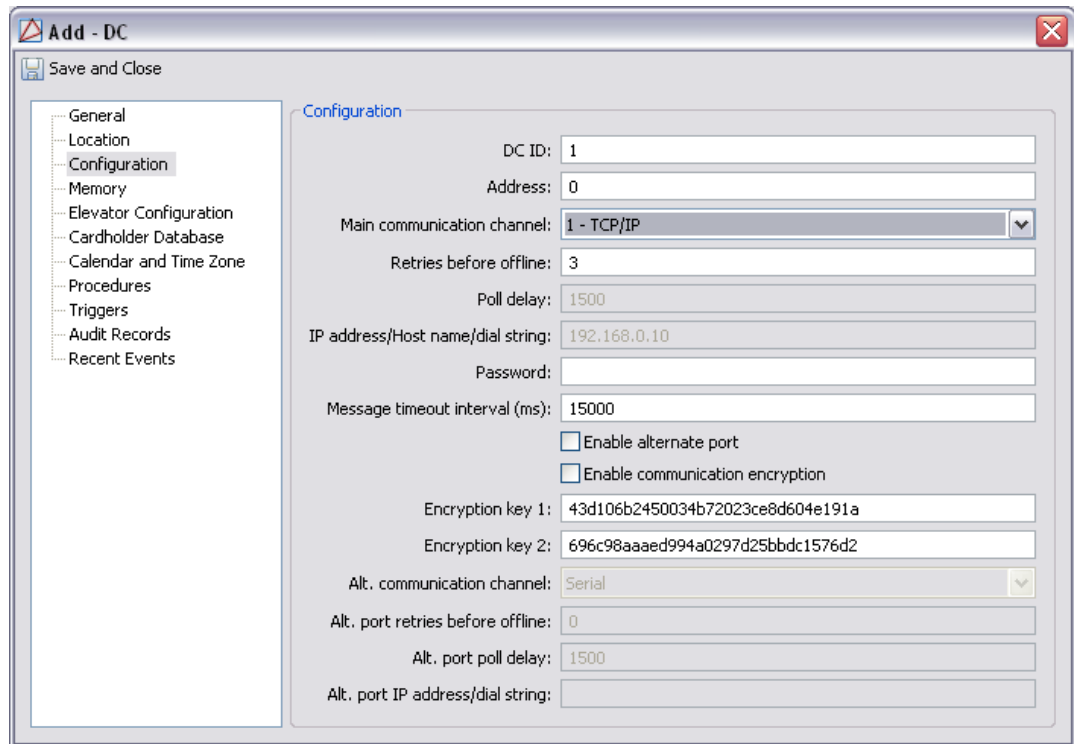 Add - DC
Save and Close
General
Location
Configuration
Memory
Elevator Configuration
Cardholder Database
Calendar and Time Zone
Procedures
Triggers
Audit Records
Recent Events
Configuration
DC ID: 1
Address: 0
Main communication channel: 1 - TCP/IP
Retries before offline: 3
Poll delay: 1500
IP address/Host name/dial string: 192.168.0.10
Password:
Message timeout interval (ms): 15000
Enable alternate port
Enable communication encryption
Encryption key 1: 43d106b2450034b72023ce8d604e191a
Encryption key 2: 696c98aaaed994a0297d25bbdc1576d2
Alt. communication channel: Serial
Alt. port retries before offline: 0
Alt. port poll delay: 1500
Alt. port IP address/dial string: